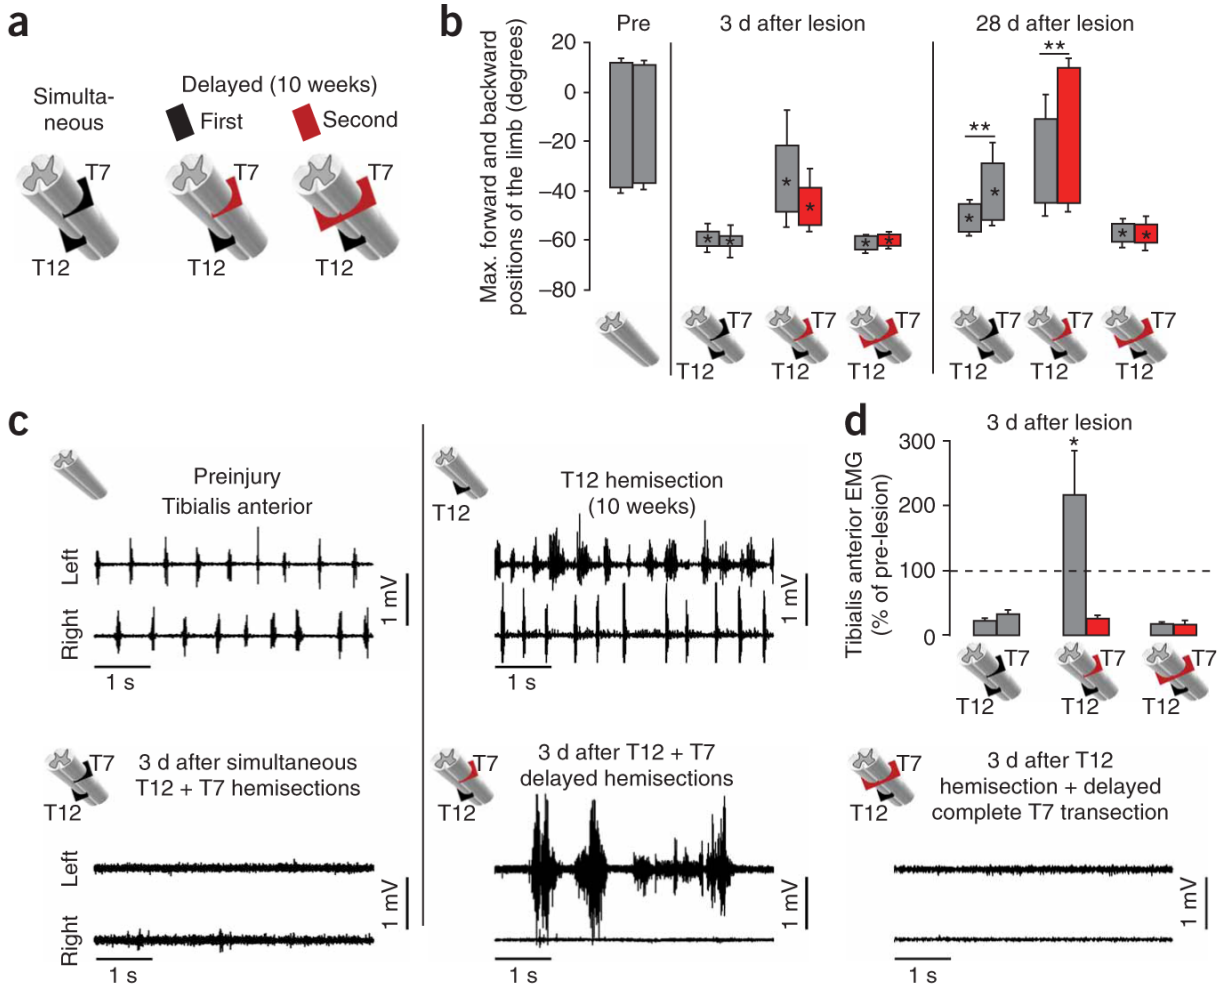 a
Simulta-
neous
Delayed (10 weeks)
First
Second
T7
T12
T7
T12
T7
T12
b
Max. forward and backward
positions of the limb (degrees)
Pre
3 d after lesion
28 d after lesion
20
0
–20
–40
–60
–80
*
*
*
*
*
*
**
*
*
**
*
*
T7
T12
T7
T12
T7
T12
T7
T12
T7
T12
T7
T12
c
Preinjury
Tibialis anterior
Left
Right
1 mV
1 s
T12
T12 hemisection
(10 weeks)
1 mV
1 s
T7
T12
3 d after simultaneous
T12 + T7 hemisections
Left
Right
1 mV
1 s
T7
T12
3 d after T12 + T7
delayed hemisections
1 mV
1 s
T7
T12
3 d after T12
hemisection + delayed
complete T7 transection
1 mV
1 s
d
3 d after lesion
Tibialis anterior EMG
(% of pre-lesion)
300
200
100
0
*
T7
T12
T7
T12
T7
T12